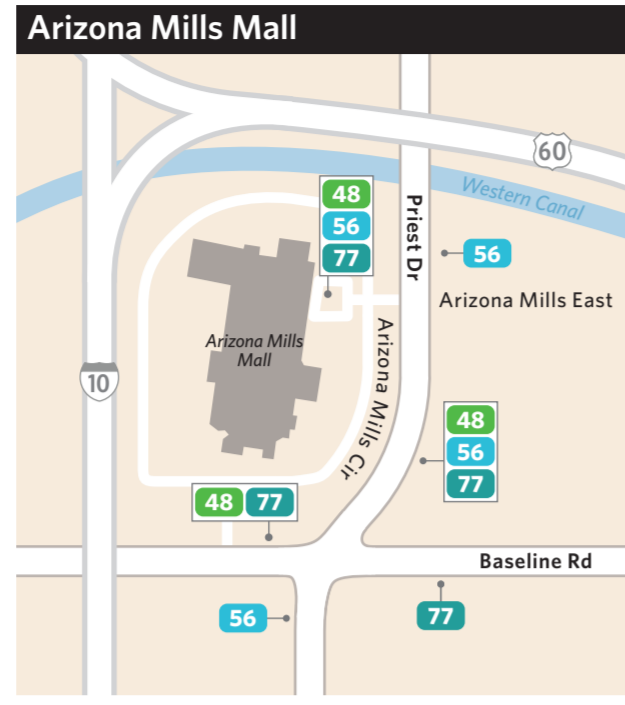 Arizona Mills Mall
60
Western Canal
48
56
77
Priest Dr
56
Arizona Mills East
Arizona Mills
Mall
Arizona Mills Cir
10
48
56
77
48 77
Baseline Rd
56
77